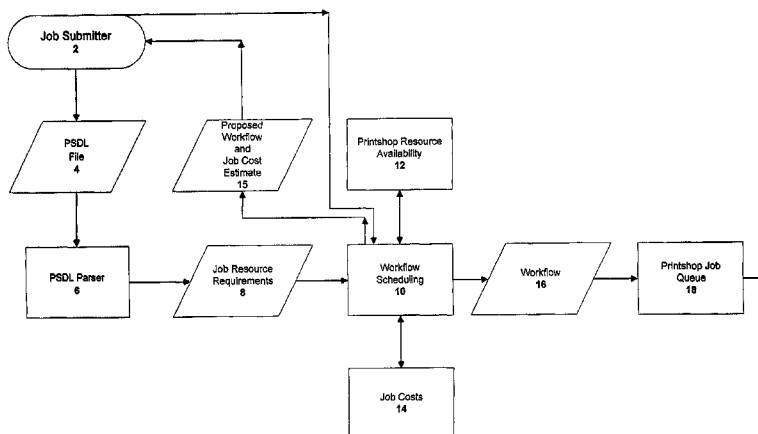 Job Submitter
2
PSDL
File
4
Proposed
Workflow
and
Job Cost
Estimate
15
Printshop Resource
Availability
12
PSDL Parser
6
Job Resource
Requirements
8
Workflow
Scheduling
10
Workflow
16
Printshop Job
Queue
18
Job Costs
14